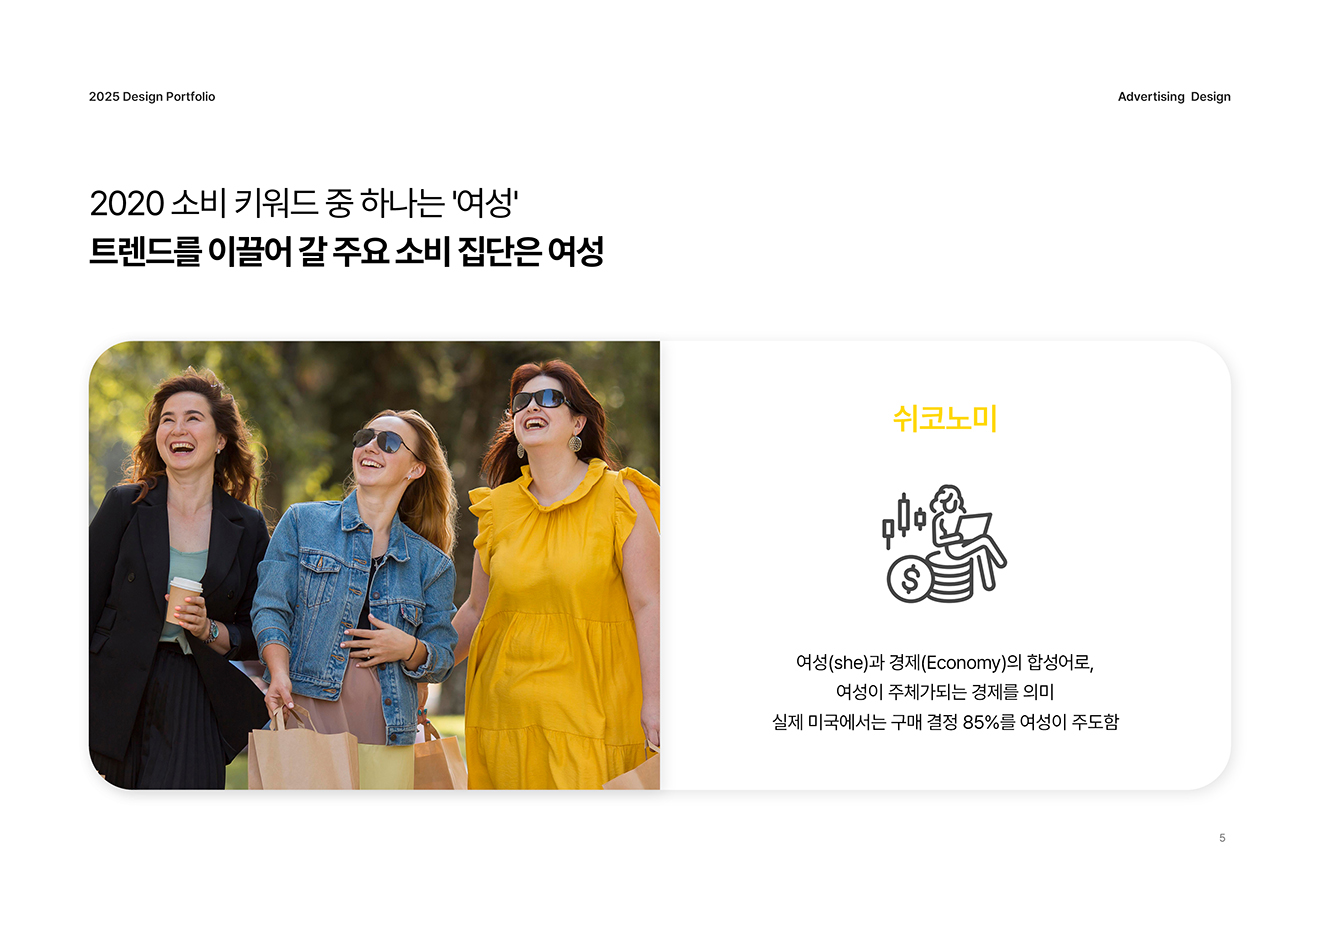 2025 Design Portfolio
Advertising Design
2020 소비 키워드 중 하나는 '여성'
트렌드를 이끌어 갈 주요 소비 집단은 여성
쉬코노미
$
여성(she)과 경제(Economy)의 합성어로,
여성이 주체가되는 경제를 의미
실제 미국에서는 구매 결정 85%를 여성이 주도함
5